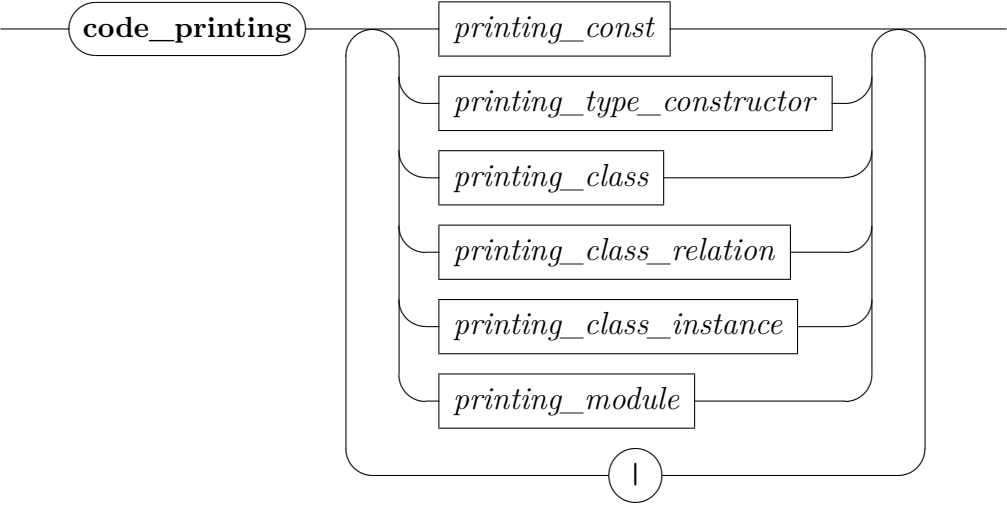 code_printing printing_const
printing_type_constructor
printing_class
printing_class_relation
printing_class_instance
printing_module
|